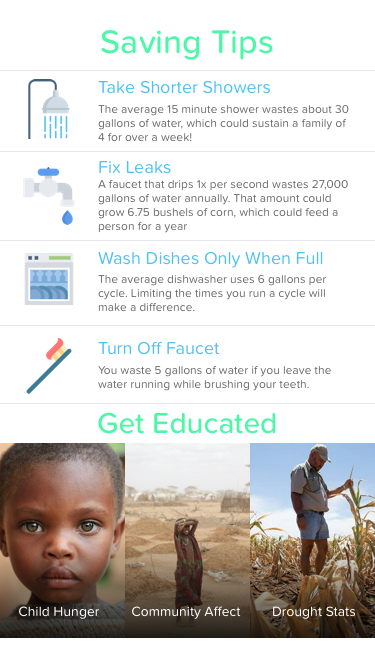 Saving Tips
Take Shorter Showers
The average 15 minute shower wastes about 30
gallons of water, which could sustain a family of
4 for over a week!
Fix Leaks
A faucet that drips 1x per second wastes 27,000
gallons of water annually. That amount could
grow 6.75 bushels of corn, which could feed a
person for a year
Wash Dishes Only When Full
The average dishwasher uses 6 gallons per
cycle. Limiting the times you run a cycle will
make a difference.
Turn Off Faucet
You waste 5 gallons of water if you leave the
water running while brushing your teeth.
Get Educated
Child Hunger
Community Affect
Drought Stats